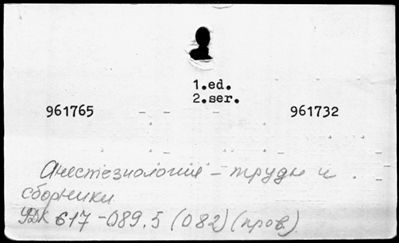 1.ed.
2.ser.
961765 961732
Анестезиология - труды и
сборники
УДК 617-089.5 (082) (пров)